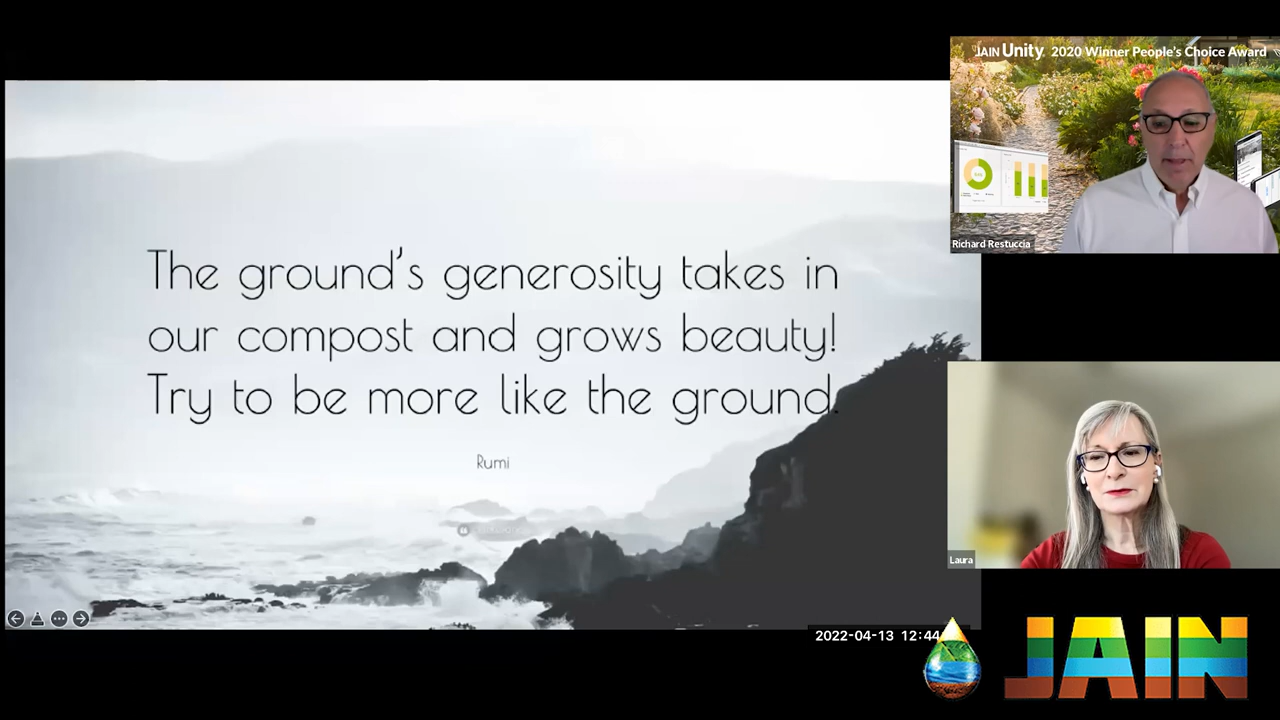 The ground's generosity takes in
our compost and grows beauty!
Try to be more like the ground.
Rumi
JAIN Unity. 2020 Winner People's Choice Award
Richard Restuccia
Laura
2022-04-13 12:44
JAIN